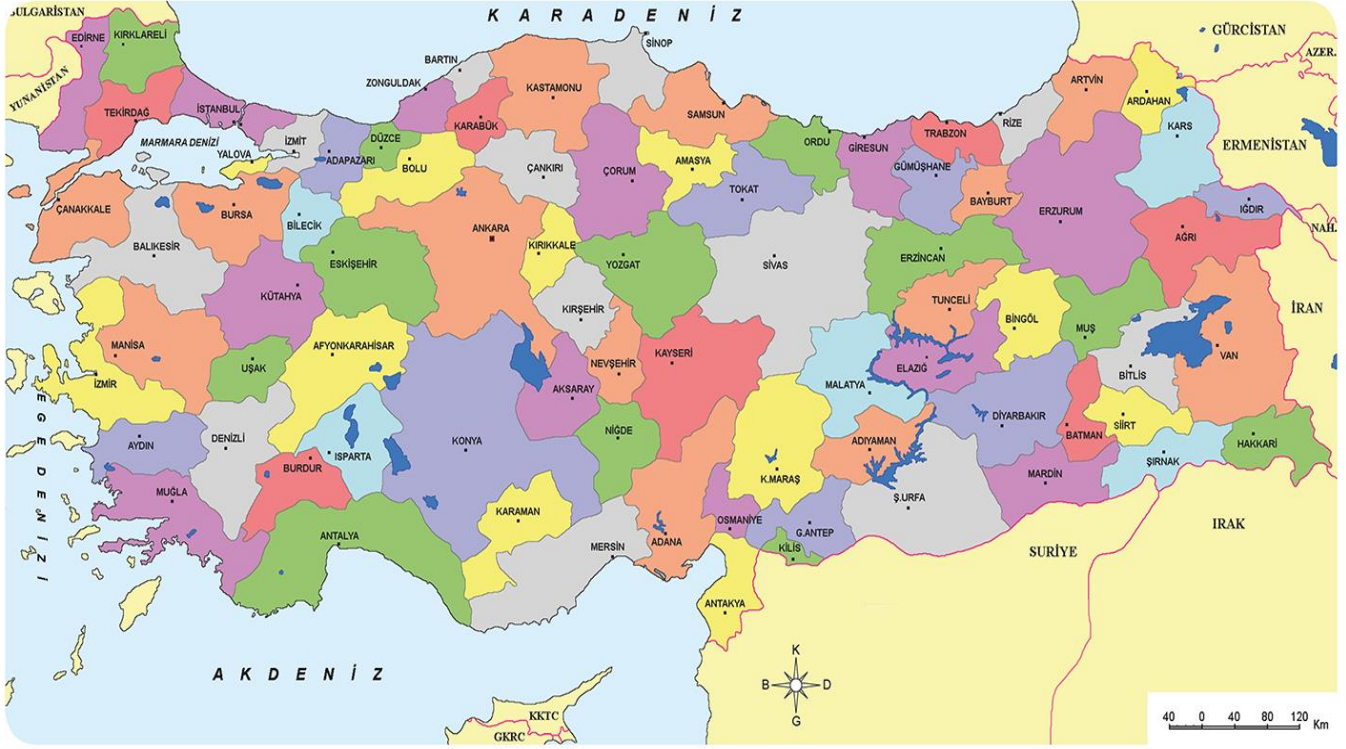 BULGARİSTAN
K A R A D E N İ Z
GÜRCİSTAN
AZER.
EDİRNE
KIRKLARELİ
SİNOP
BARTIN
ZONGULDAK
KASTAMONU
ARTVİN
ARDAHAN
YUNANİSTAN
TEKİRDAĞ
İSTANBUL
KARABÜK
SAMSUN
TRABZON
RİZE
KARS
ERMENİSTAN
MARMARA DENİZİ
İZMİT
YALOVA
ADAPAZARI
DÜZCE
BOLU
ÇANKIRI
ÇORUM
AMASYA
ORDU
GİRESUN
GÜMÜŞHANE
TOKAT
BAYBURT
IĞDIR
ÇANAKKALE
BURSA
BİLECİK
ANKARA
ERZURUM
AĞRI
NAH.
BALIKESİR
ESKİŞEHİR
KIRIKKALE
YOZGAT
SİVAS
ERZİNCAN
KÜTAHYA
KIRŞEHİR
TUNCELİ
BİNGÖL
MUŞ
İRAN
MANİSA
UŞAK
AFYONKARAHİSAR
NEVŞEHİR
KAYSERİ
ELAZIĞ
VAN
BİTLİS
İZMİR
AKSARAY
MALATYA
E G E D E N İ Z İ
AYDIN
DENİZLİ
ISPARTA
KONYA
NİĞDE
ADIYAMAN
DİYARBAKIR
BATMAN
SİİRT
HAKKARİ
BURDUR
K.MARAŞ
MARDİN
ŞIRNAK
MUĞLA
KARAMAN
OSMANİYE
G.ANTEP
Ş.URFA
ANTALYA
MERSİN
ADANA
KİLİS
SURİYE
IRAK
ANTAKYA
A K D E N İ Z
K
B
D
G
KKTC
GKRC
40 0 40 80 120 Km